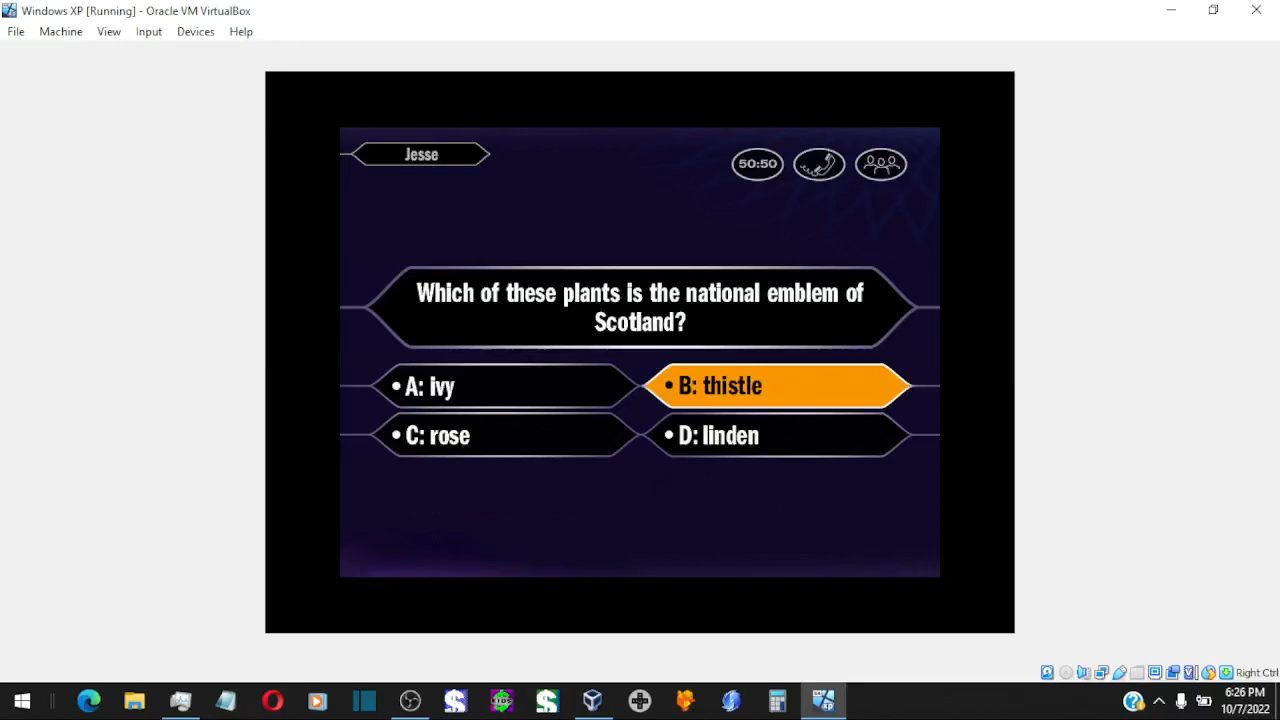 Windows XP [Running] - Oracle VM VirtualBox
File Machine View Input Devices Help
Jesse
50:50
Which of these plants is the national emblem of
Scotland?
• A: ivy
• B: thistle
• C: rose
• D: linden
Right Ctrl
6:26 PM
10/7/2022